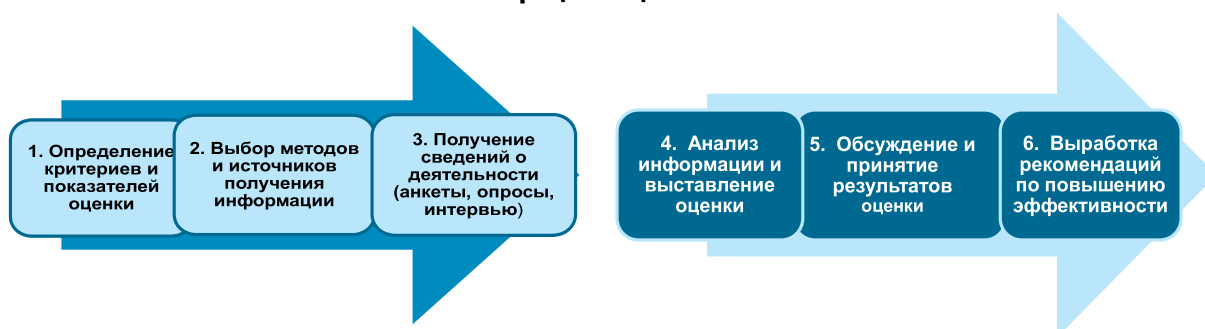 1. Определение
критериев и
показателей
оценки
2. Выбор методов
и источников
получения
информации
3. Получение
сведений о
деятельности
(анкеты, опросы,
интервью)
4. Анализ
информации и
выставление
оценки
5. Обсуждение и
принятие
результатов
оценки
6. Выработка
рекомендаций
по повышению
эффективности